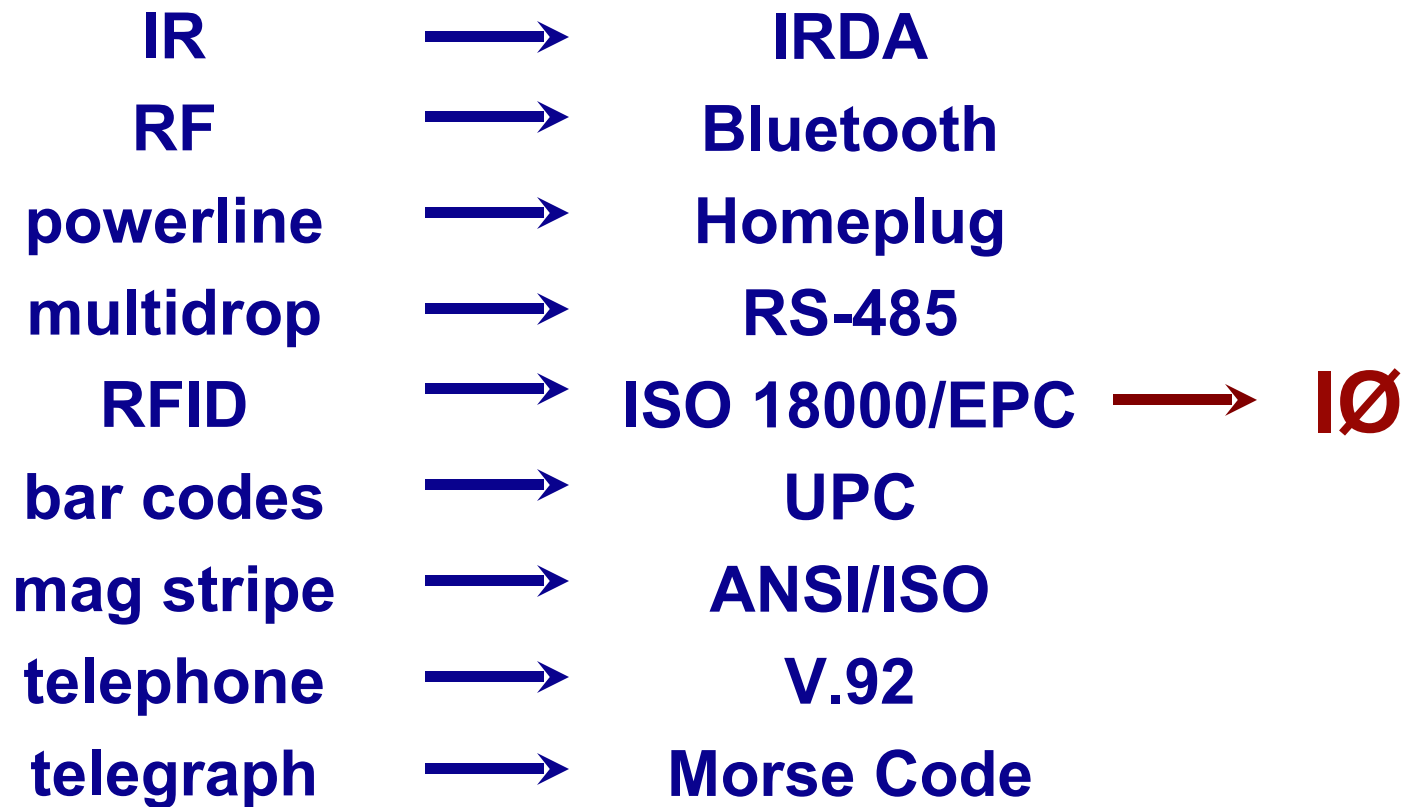 IR → IRDA
RF → Bluetooth
powerline → Homeplug
multidrop → RS-485
RFID → ISO 18000/EPC → IØ
bar codes → UPC
mag stripe → ANSI/ISO
telephone → V.92
telegraph → Morse Code